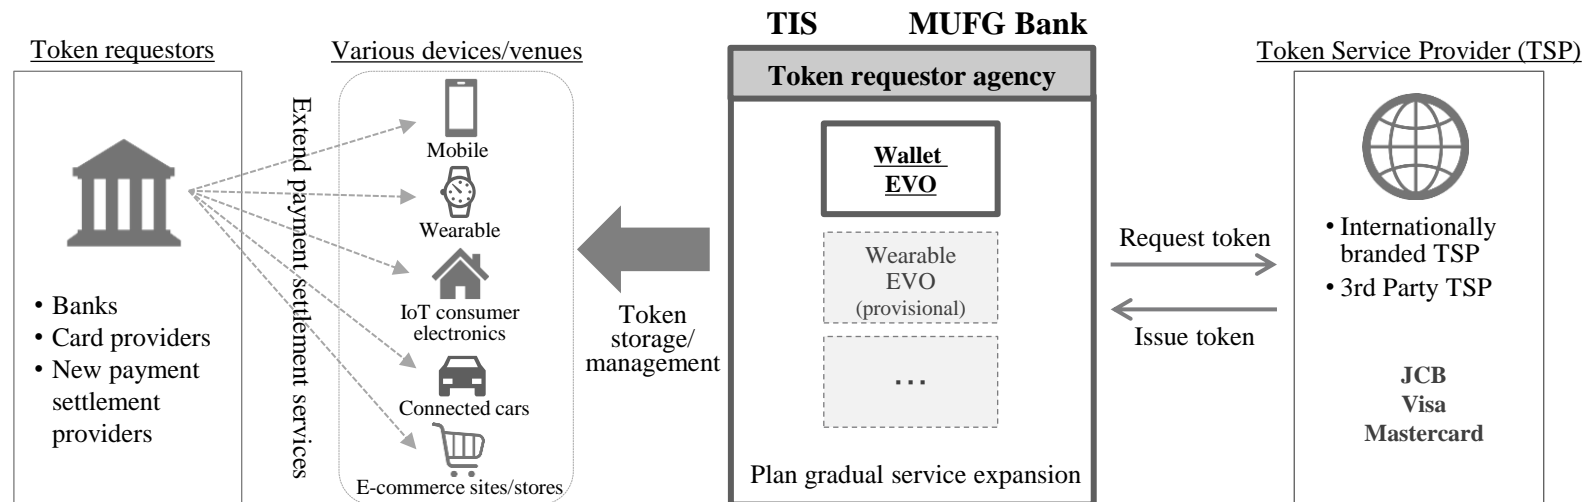 Token requestors
• Banks
• Card providers
• New payment
settlement
providers
Extend payment settlement services
Various devices/venues
Mobile
Wearable
IoT consumer
electronics
Connected cars
E-commerce sites/stores
Token
storage/
management
TIS MUFG Bank
Token requestor agency
Wallet
EVO
Wearable
EVO
(provisional)
...
Plan gradual service expansion
Request token
Issue token
Token Service Provider (TSP)
• Internationally
branded TSP
• 3rd Party TSP
JCB
Visa
Mastercard